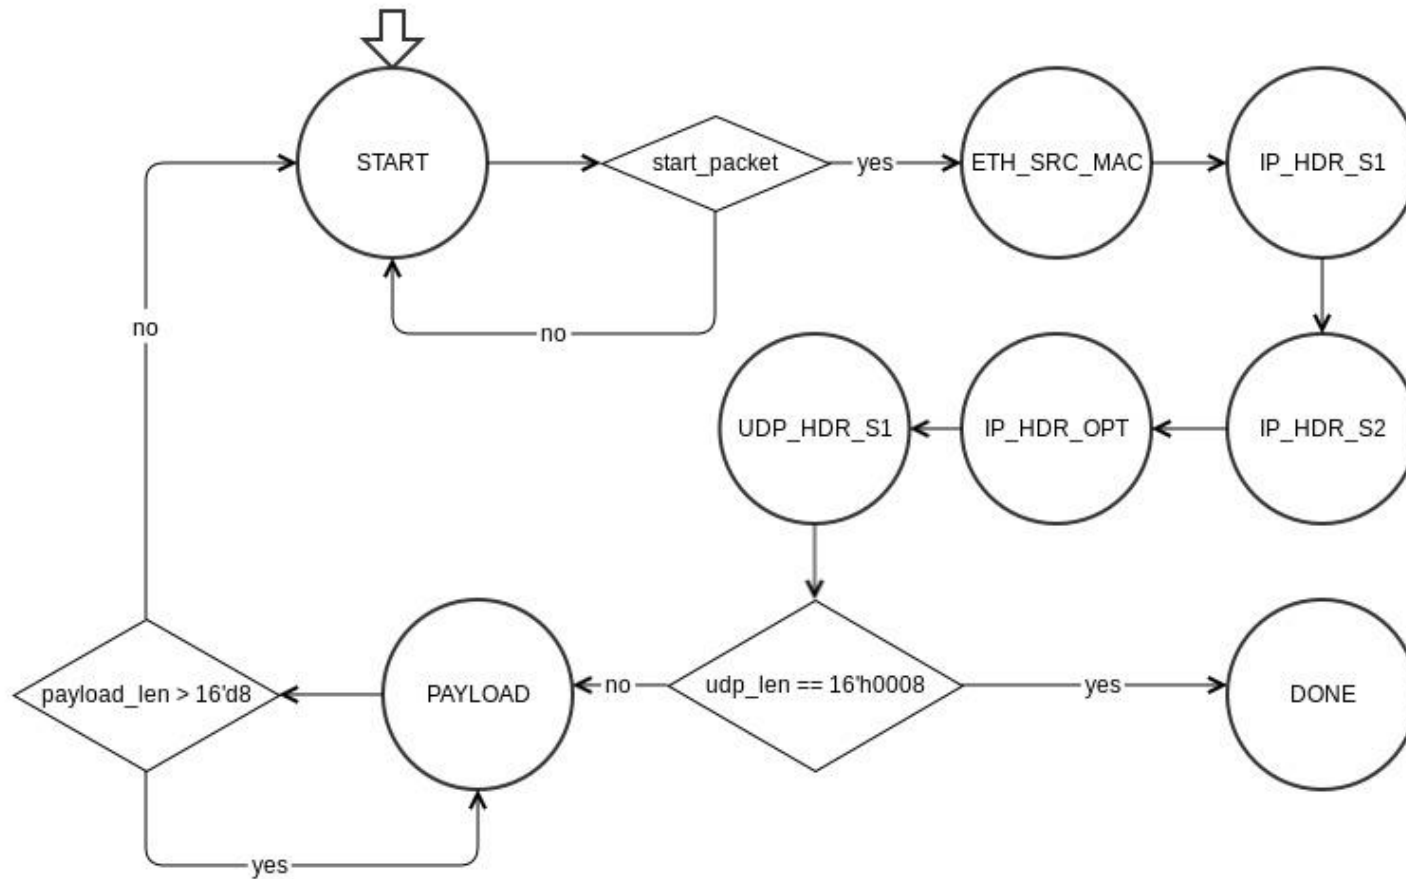 START
start_packet
yes
ETH_SRC_MAC
IP_HDR_S1
no
no
UDP_HDR_S1
IP_HDR_OPT
IP_HDR_S2
payload_len > 16'd8
PAYLOAD
no
udp_len == 16'h0008
yes
DONE
yes